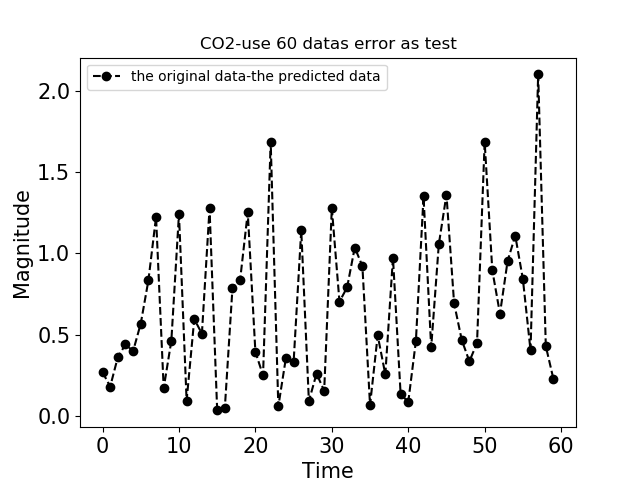 CO2-use 60 datas error as test
the original data-the predicted data
2.0
1.5
1.0
0.5
0.0
Magnitude
0 10 20 30 40 50 60
Time